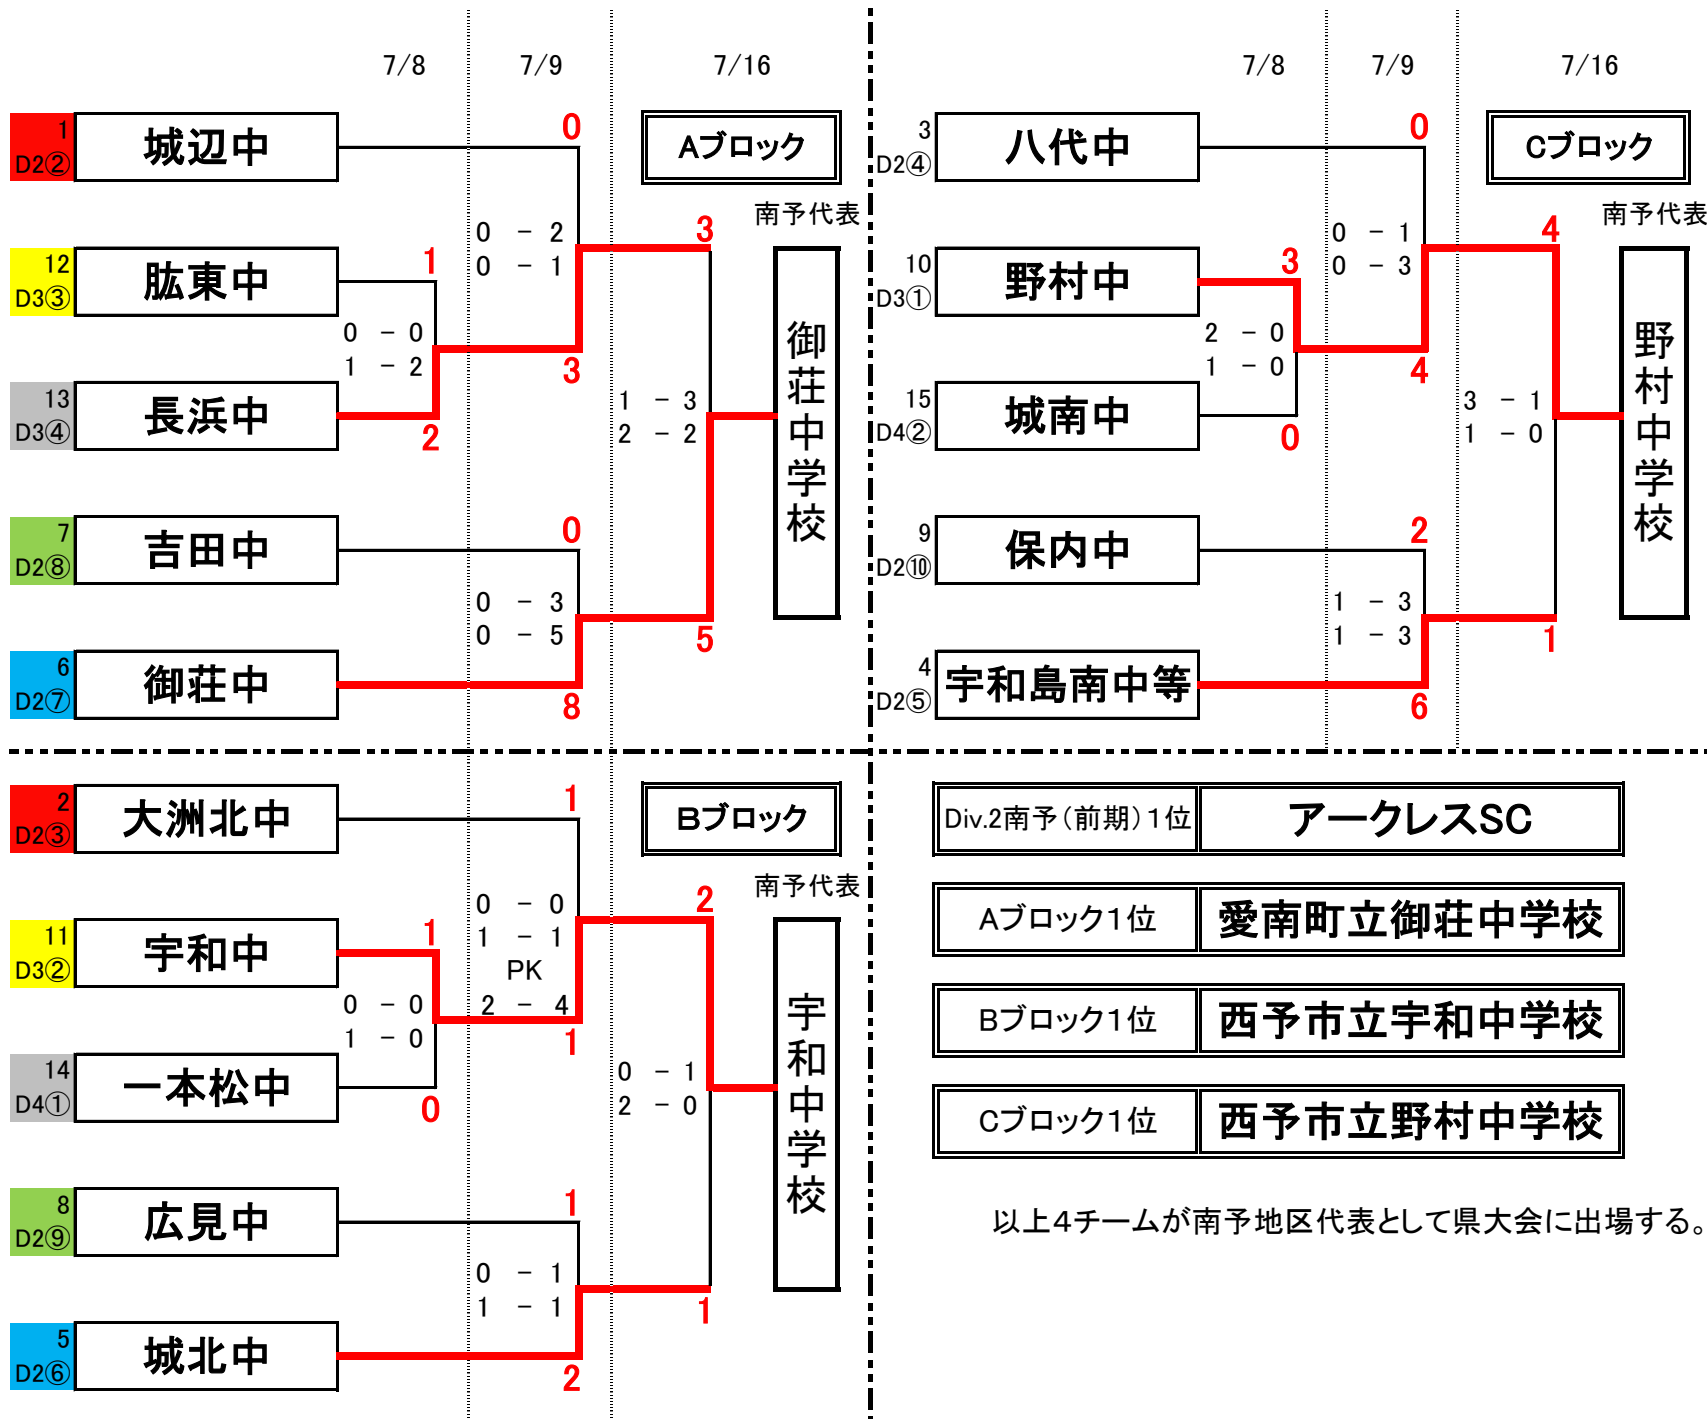 7/8 7/9 7/16
Aブロック
南予代表
1 D2② 城辺中
0
0 － 2
0 － 1
3
12 D3③ 肱東中
1
0 － 0
1 － 2
3
13 D3④ 長浜中
2
1 － 3
2 － 2
御荘中学校
7 D2⑧ 吉田中
0
0 － 3
0 － 5
5
6 D2⑦ 御荘中
8
7/8 7/9 7/16
Cブロック
南予代表
3 D2④ 八代中
0
0 － 1
0 － 3
4
10 D3① 野村中
3
2 － 0
1 － 0
4
15 D4② 城南中
0
3 － 1
1 － 0
野村中学校
9 D2⑩ 保内中
2
1 － 3
1 － 3
1
4 D2⑤ 宇和島南中等
6
Bブロック
南予代表
2 D2③ 大洲北中
1
0 － 0
1 － 1
PK
2 － 4
2
11 D3② 宇和中
1
0 － 0
1 － 0
1
14 D4① 一本松中
0
0 － 1
2 － 0
宇和中学校
8 D2⑨ 広見中
1
0 － 1
1 － 1
1
5 D2⑥ 城北中
2
Div.2南予（前期）1位 アークレスSC
Aブロック1位 愛南町立御荘中学校
Bブロック1位 西予市立宇和中学校
Cブロック1位 西予市立野村中学校
以上4チームが南予地区代表として県大会に出場する。